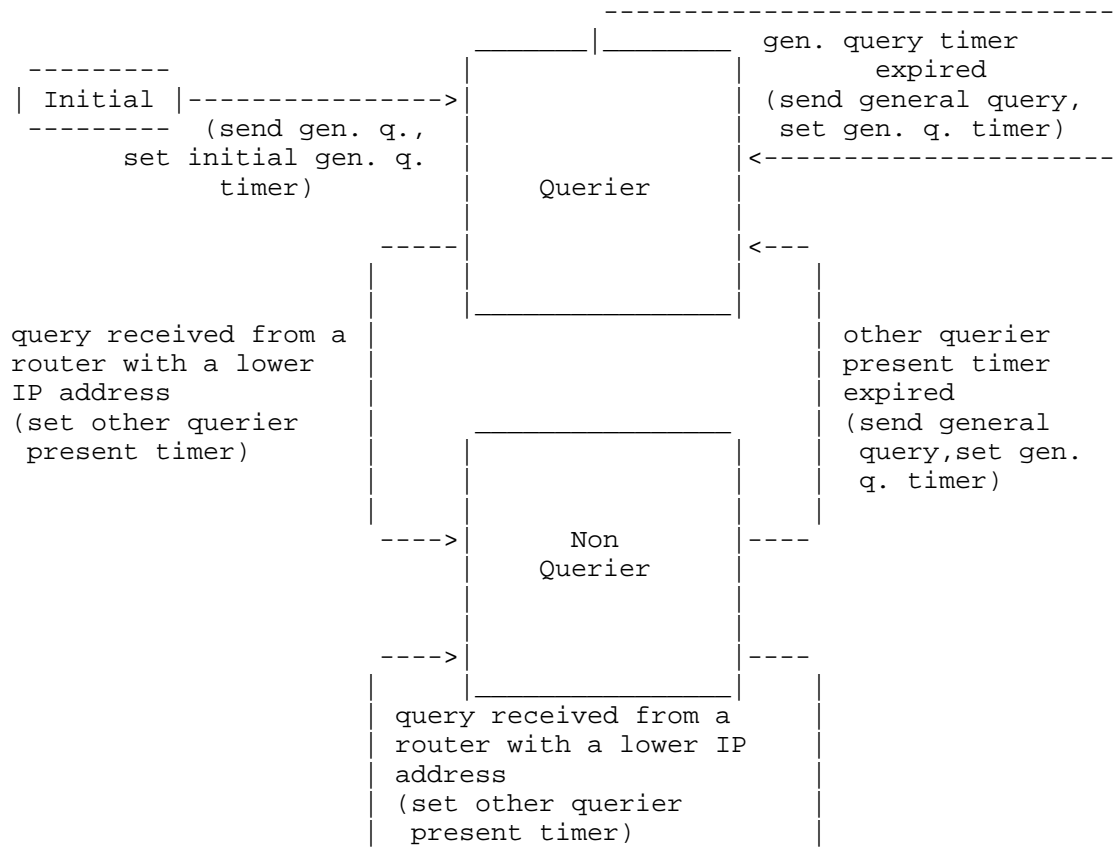 gen. query timer
expired
(send general query,
set gen. q. timer)
Initial
(send gen. q.,
set initial gen. q.
timer)
Querier
query received from a
router with a lower
IP address
(set other querier
present timer)
other querier
present timer
expired
(send general
query,set gen.
q. timer)
Non
Querier
query received from a
router with a lower IP
address
(set other querier
present timer)